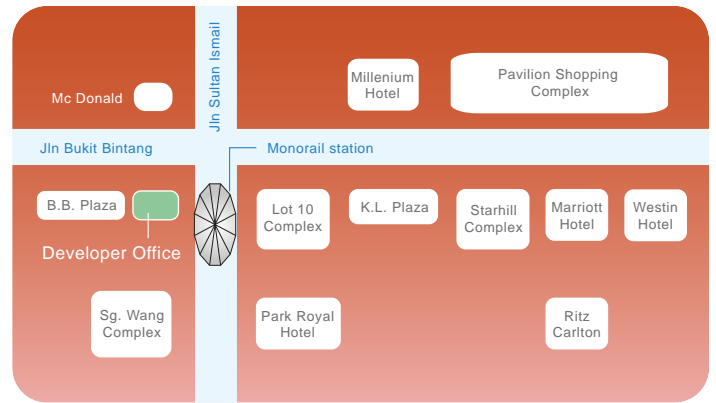 Jln Sultan Ismail
Millenium
Hotel
Pavilion Shopping
Complex
Mc Donald
Jln Bukit Bintang
Monorail station
B.B. Plaza
Developer Office
Lot 10
Complex
K.L. Plaza
Starhill
Complex
Marriott
Hotel
Westin
Hotel
Sg. Wang
Complex
Park Royal
Hotel
Ritz
Carlton